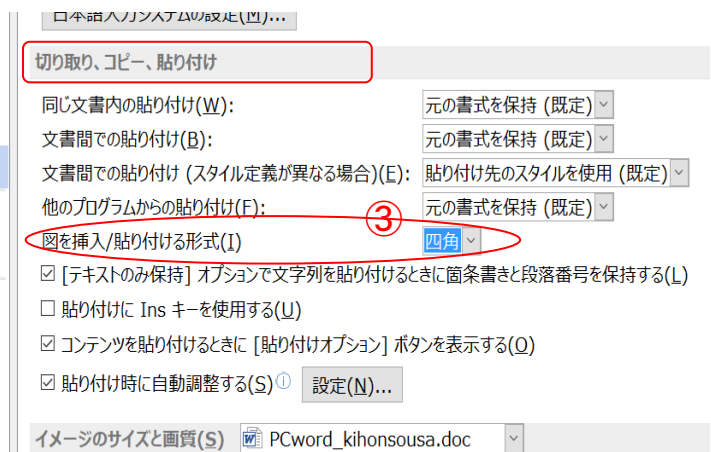 日本語入力システムの設定(M)...
切り取り、コピー、貼り付け
同じ文書内の貼り付け(W): 元の書式を保持 (既定)
文書間での貼り付け(B): 元の書式を保持 (既定)
文書間での貼り付け (スタイル定義が異なる場合)(E): 貼り付け先のスタイルを使用 (既定)
他のプログラムからの貼り付け(F): 元の書式を保持 (既定)
③
図を挿入/貼り付ける形式(I) 四角
[テキストのみ保持] オプションで文字列を貼り付けるときに箇条書きと段落番号を保持する(L)
貼り付けに Ins キーを使用する(U)
コンテンツを貼り付けるときに [貼り付けオプション] ボタンを表示する(O)
貼り付け時に自動調整する(S) 設定(N)...
イメージのサイズと画質(S) PCword_kihonsousa.doc